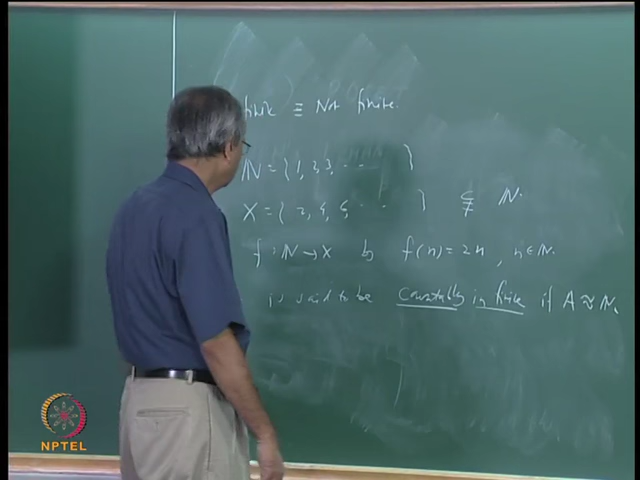 finite ≡ Not finite.
ℕ = {1, 2, 3, ... }
X = {2, 4, 6, ... } ⊊ ℕ.
f : ℕ → X by f(n) = 2n, n ∈ ℕ.
is said to be countably infinite if A ≈ ℕ.
NPTEL